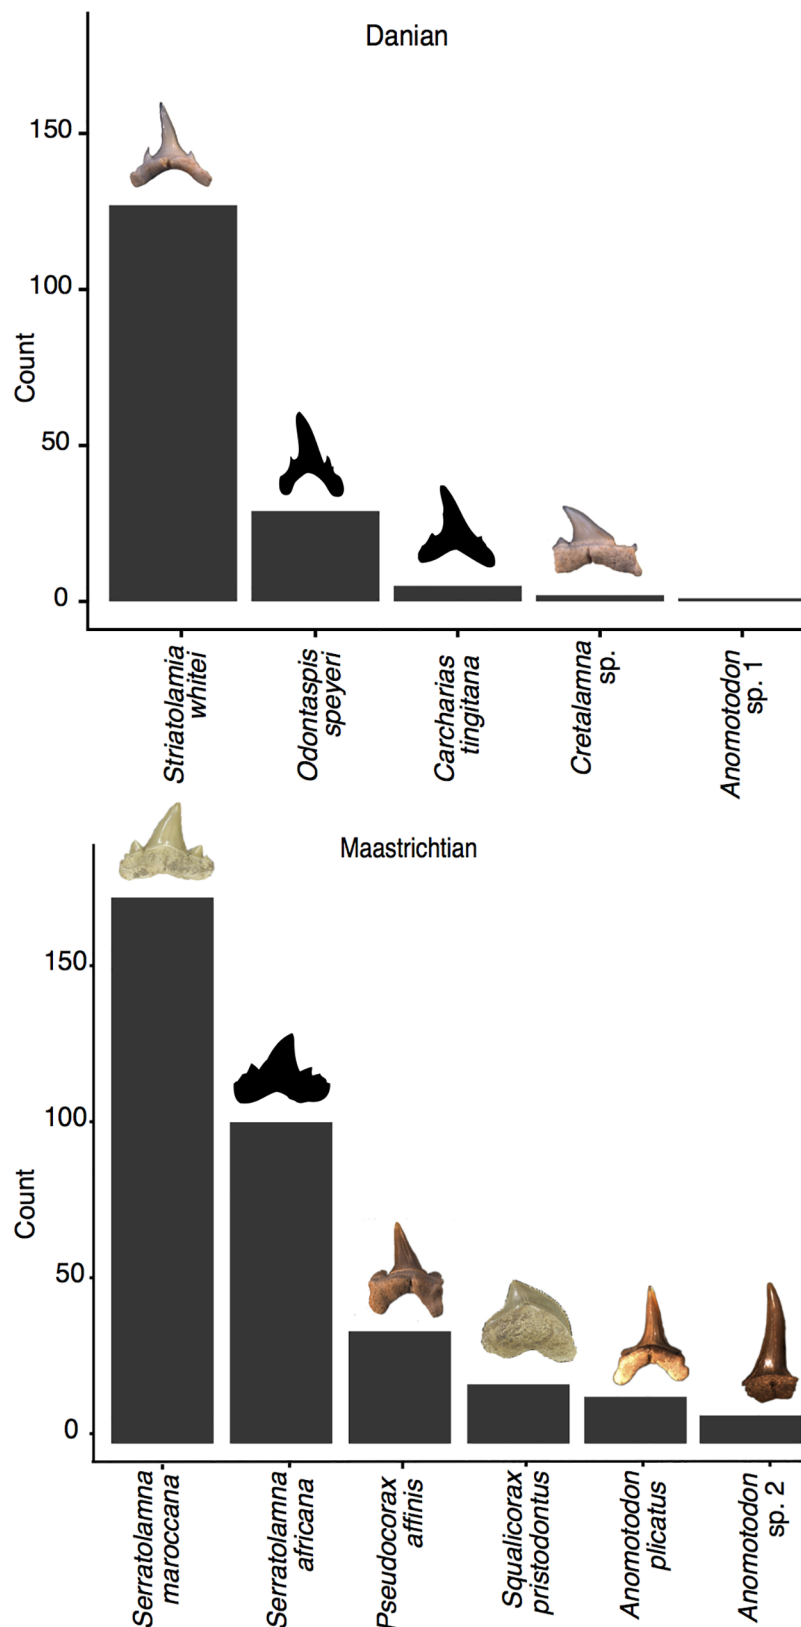 Danian
150
100
50
0
Count
Striatolamia
whitei
Odontaspis
speyeri
Carcharias
tingitana
Cretalamna
sp.
Anomotodon
sp. 1
Maastrichtian
150
100
50
0
Count
Serratolamna
maroccana
Serratolamna
africana
Pseudocorax
affinis
Squalicorax
pristodontus
Anomotodon
plicatus
Anomotodon
sp. 2